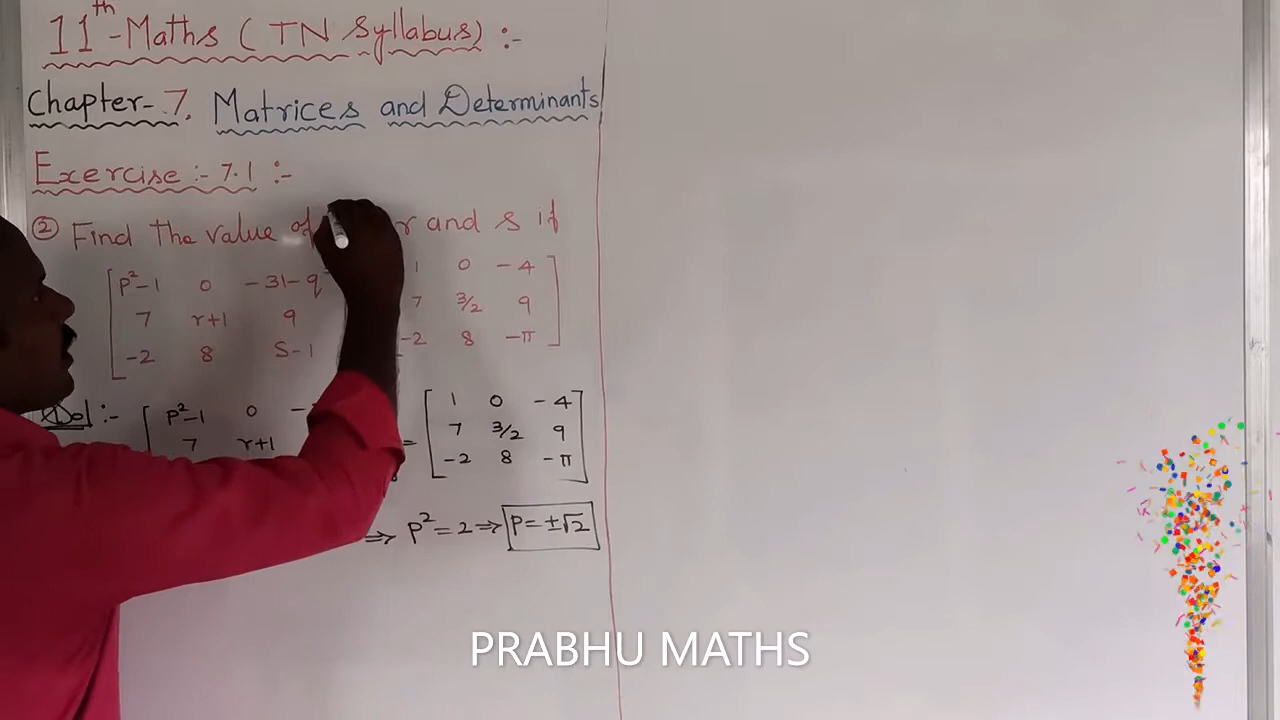 11th - Maths ( TN Syllabus) :-
Chapter - 7. Matrices and Determinants
Exercise :- 7.1 :-
② Find the value of r and s if
p²-1 0 -31-q 1 0 -4
7 r+1 9 7 3/2 9
-2 8 s-1 -2 8 -π
Sol :- p²-1 0 - 1 0 -4
7 r+1 = 7 3/2 9
-2 8 -π
⇒ p² = 2 ⇒ p = ±√2
PRABHU MATHS